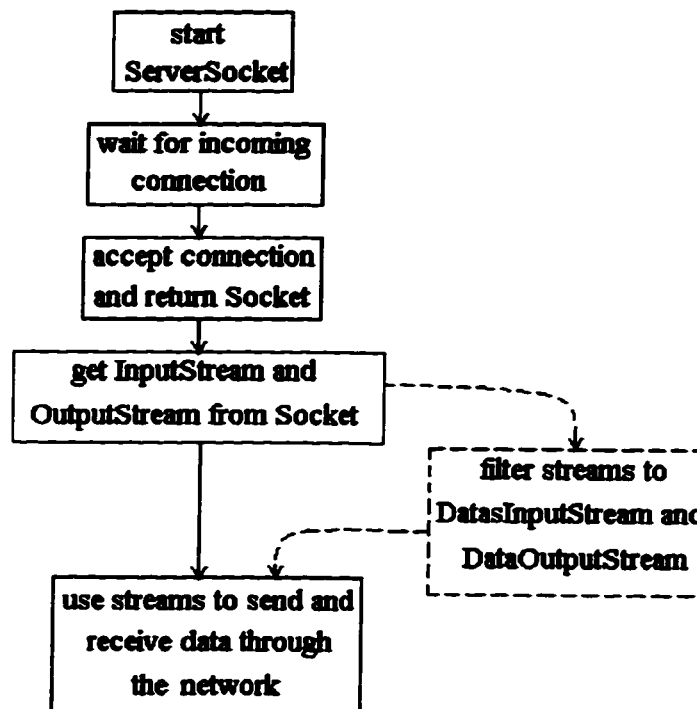 start
ServerSocket
wait for incoming
connection
accept connection
and return Socket
get InputStream and
OutputStream from Socket
filter streams to
DatasInputStream and
DataOutputStream
use streams to send and
receive data through
the network